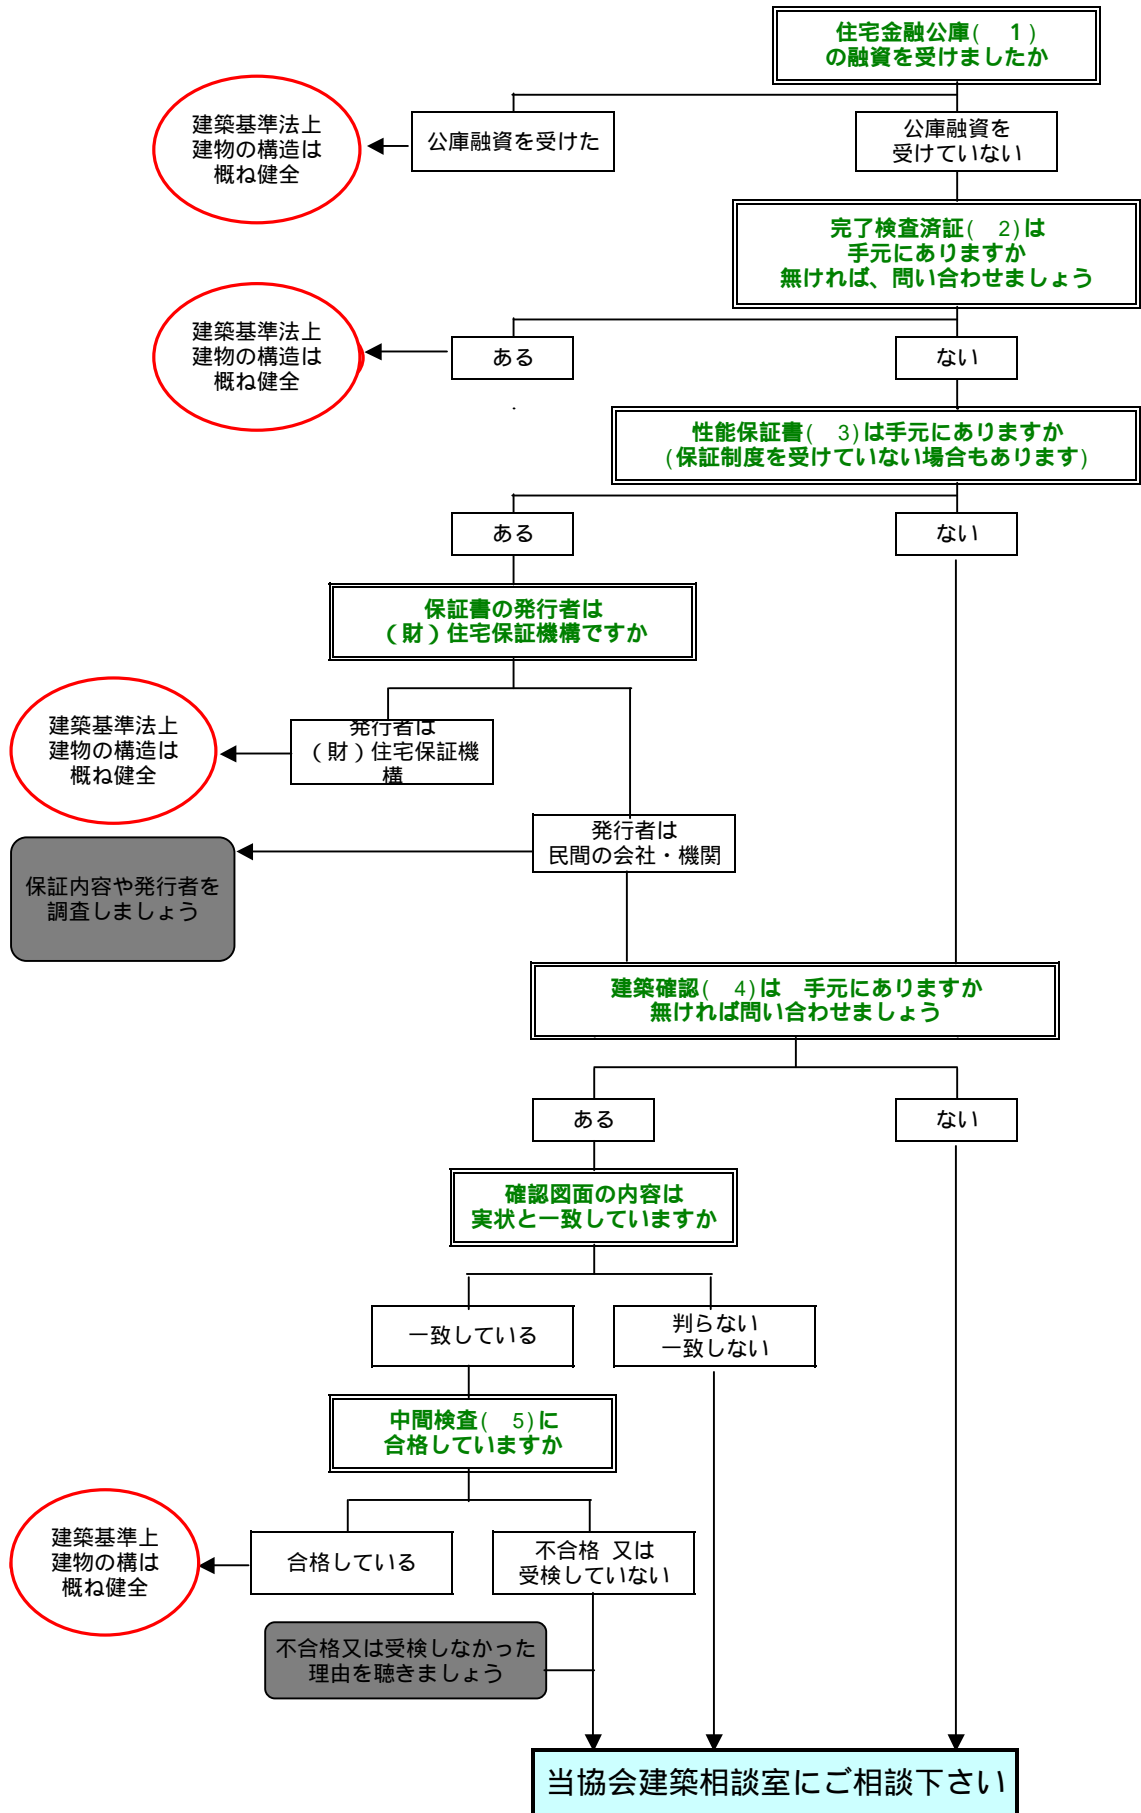 住宅金融公庫(　1)
の融資を受けましたか
建築基準法上
建物の構造は
概ね健全
公庫融資を受けた
公庫融資を
受けていない
完了検査済証(　2)は
手元にありますか
無ければ、問い合わせましょう
建築基準法上
建物の構造は
概ね健全
ある
ない
性能保証書(　3)は手元にありますか
(保証制度を受けていない場合もあります)
ある
ない
保証書の発行者は
（財）住宅保証機構ですか
建築基準法上
建物の構造は
概ね健全
発行者は
（財）住宅保証機
構
発行者は
民間の会社・機関
保証内容や発行者を
調査しましょう
建築確認(　4)は　手元にありますか
無ければ問い合わせましょう
ある
ない
確認図面の内容は
実状と一致していますか
一致している
判らない
一致しない
中間検査(　5)に
合格していますか
建築基準上
建物の構は
概ね健全
合格している
不合格 又は
受検していない
不合格又は受検しなかった
理由を聴きましょう
当協会建築相談室にご相談下さい